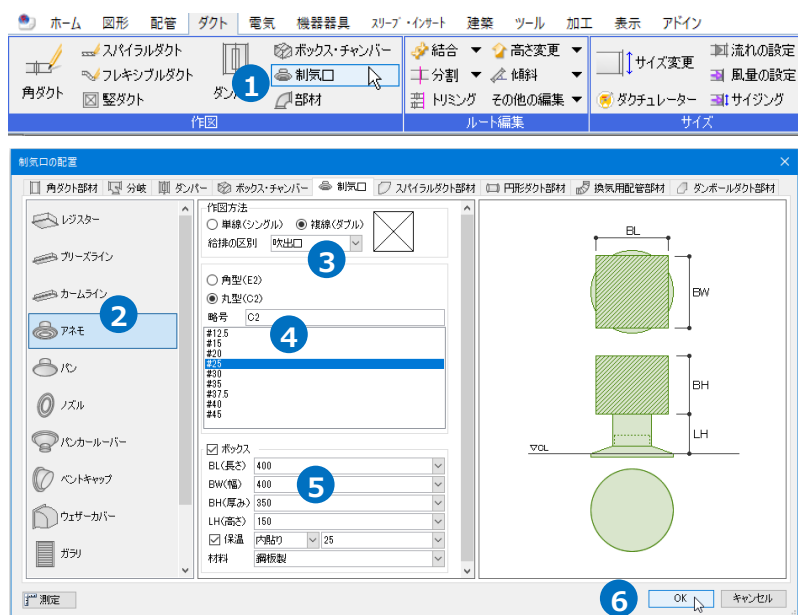 ホーム 図形 配管 ダクト 電気 機器器具 スリーブ・インサート 建築 ツール 加工 表示 アドイン
角ダクト
スパイラルダクト
フレキシブルダクト
竪ダクト
ダン
1
ボックス・チャンバー
制気口
部材
作図
結合 高さ変更
分割 傾斜
トリミング その他の編集
ルート編集
サイズ変更
流れの設定
風量の設定
ダクチュレーター サイジング
サイズ
制気口の配置
角ダクト部材 分岐 ダンパー ボックス・チャンバー 制気口 スパイラルダクト部材 円形ダクト部材 換気用配管部材 ダンボールダクト部材
レジスター
ブリーズライン
カームライン
2
アネモ
パン
ノズル
パンカールーバー
ベントキャップ
ウェザーカバー
ガラリ
作図方法
単線(シングル) 複線(ダブル)
給排の区別 吹出口
3
角型(E2)
丸型(C2)
略号 C2
4
#12.5
#15
#20
#25
#30
#35
#37.5
#40
#45
ボックス
BL(長さ) 400
BW(幅) 400
5
BH(厚み) 350
LH(高さ) 150
保温 内貼り 25
材料 鋼板製
BL
BW
BH
LH
▽CL
測定
6
OK キャンセル